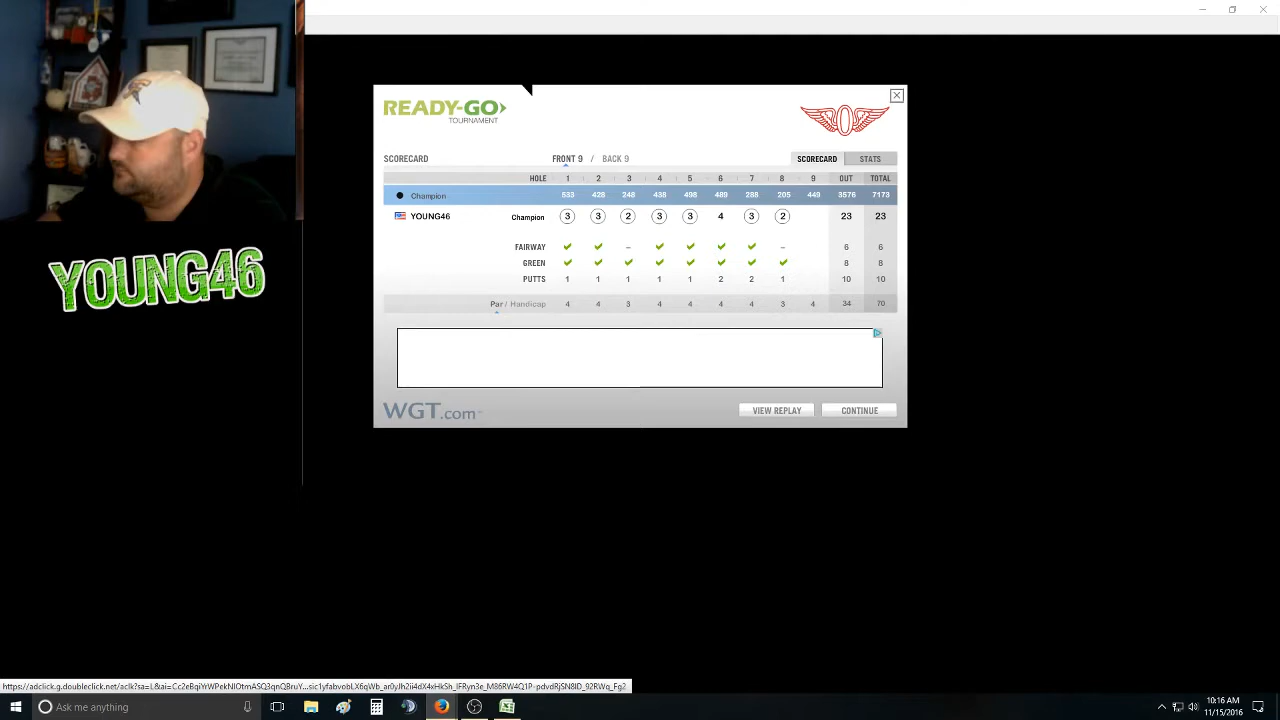 READY-GO
TOURNAMENT
SCORECARD FRONT 9 / BACK 9 SCORECARD STATS
HOLE 1 2 3 4 5 6 7 8 9 OUT TOTAL
Champion 533 428 248 438 498 489 288 205 449 3576 7173
YOUNG46 Champion 3 3 2 3 3 4 3 2 23 23
FAIRWAY – – 6 6
GREEN 8 8
PUTTS 1 1 1 1 1 2 2 1 10 10
Par / Handicap 4 4 3 4 4 4 4 3 4 34 70
YOUNG46
WGT.com VIEW REPLAY CONTINUE
Ask me anything
10:16 AM
11/15/2016